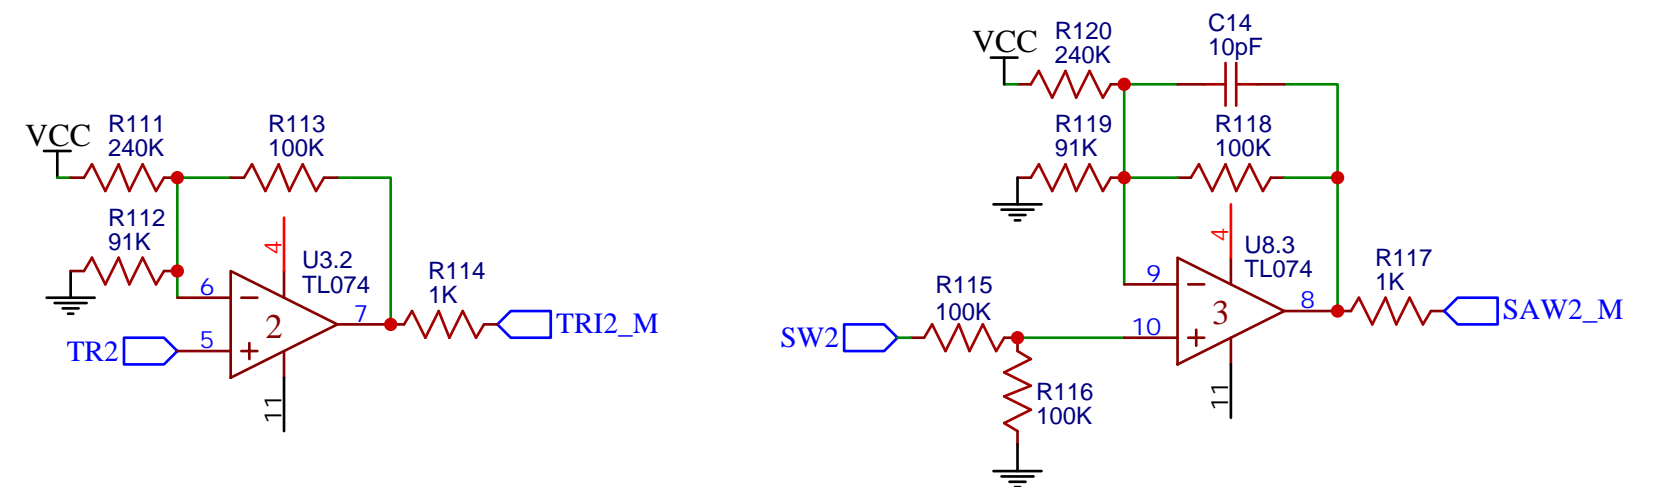 VCC
R111
240K
R113
100K
R112
91K
4
U3.2
TL074
6
2
7
R114
1K
TRI2_M
TR2
5
11
VCC
R120
240K
C14
10pF
R119
91K
R118
100K
4
U8.3
TL074
9
3
8
R117
1K
SAW2_M
R115
100K
SW2
10
R116
100K
11